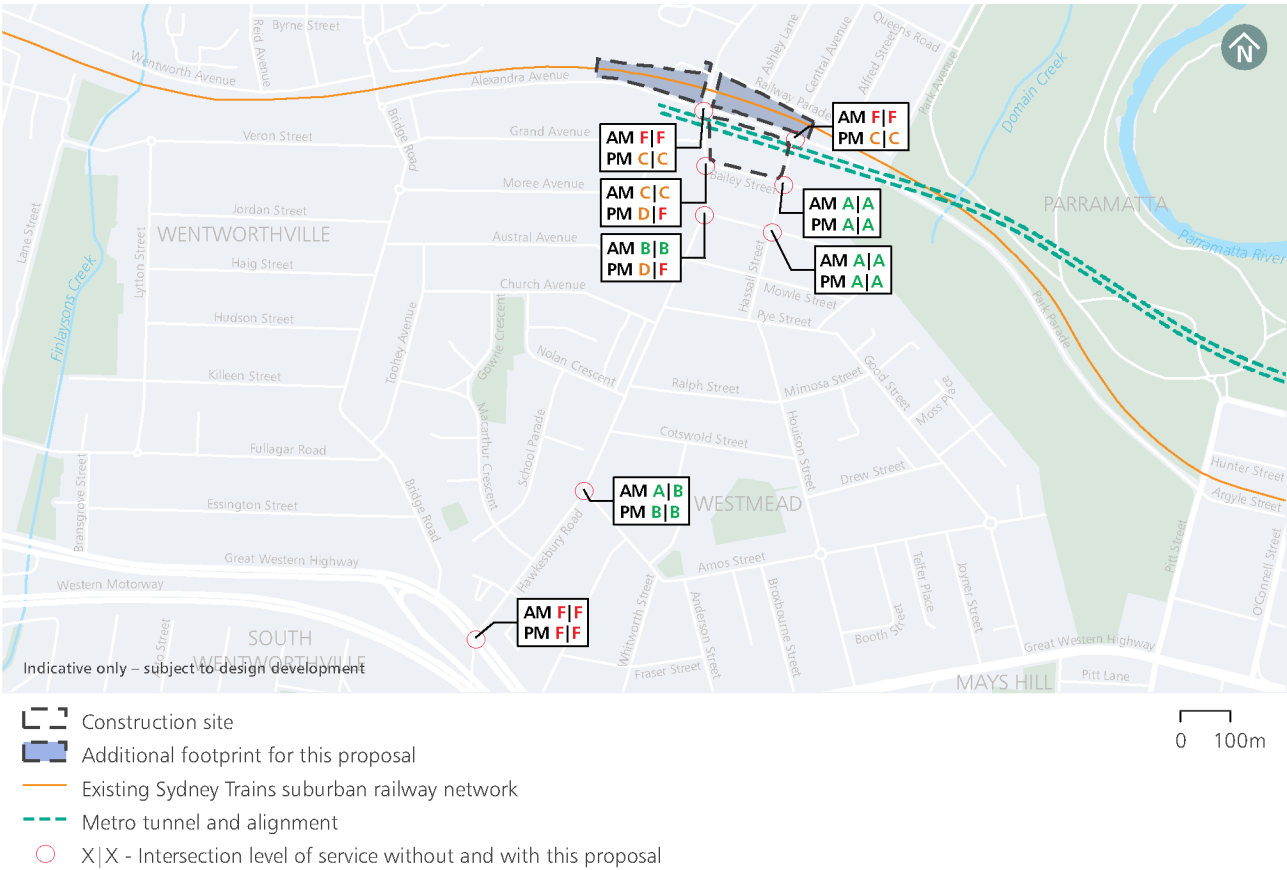 Byrne Street
Reid Avenue
Wentworth Avenue
Alexandra Avenue
Ashley Lane
Railway Parade
Central Avenue
Alfred Street
Queens Road
Park Avenue
Domain Creek
N
Veron Street
Bridge Road
Grand Avenue
AM F|F
PM C|C
AM F|F
PM C|C
Moree Avenue
Bailey Street
AM C|C
PM D|F
AM A|A
PM A|A
Lane Street
Jordan Street
WENTWORTHVILLE
PARRAMATTA
Parramatta River
Lytton Street
Austral Avenue
AM B|B
PM D|F
AM A|A
PM A|A
Haig Street
Finlaysons Creek
Church Avenue
Hassall Street
Mowle Street
Pye Street
Park Parade
Hudson Street
Toohey Avenue
Gowrie Crescent
Nolan Crescent
Killeen Street
Ralph Street
Mimosa Street
Good Street
Moss Place
Macarthur Crescent
School Parade
Cotswold Street
Houison Street
Fullagar Road
Drew Street
Hunter Street
Argyle Street
Bransgrove Street
Essington Street
Bridge Road
AM A|B
PM B|B
WESTMEAD
Hawkesbury Road
Great Western Highway
Western Motorway
Amos Street
Pitt Street
O'Connell Street
Whitworth Street
Anderson Street
Broxbourne Street
Telfer Place
Joyner Street
Booth Street
AM F|F
PM F|F
SOUTH
WENTWORTHVILLE
Indicative only – subject to design development
Fraser Street
Great Western Highway
MAYS HILL
Pitt Lane
Construction site
0 100m
Additional footprint for this proposal
Existing Sydney Trains suburban railway network
Metro tunnel and alignment
X|X - Intersection level of service without and with this proposal